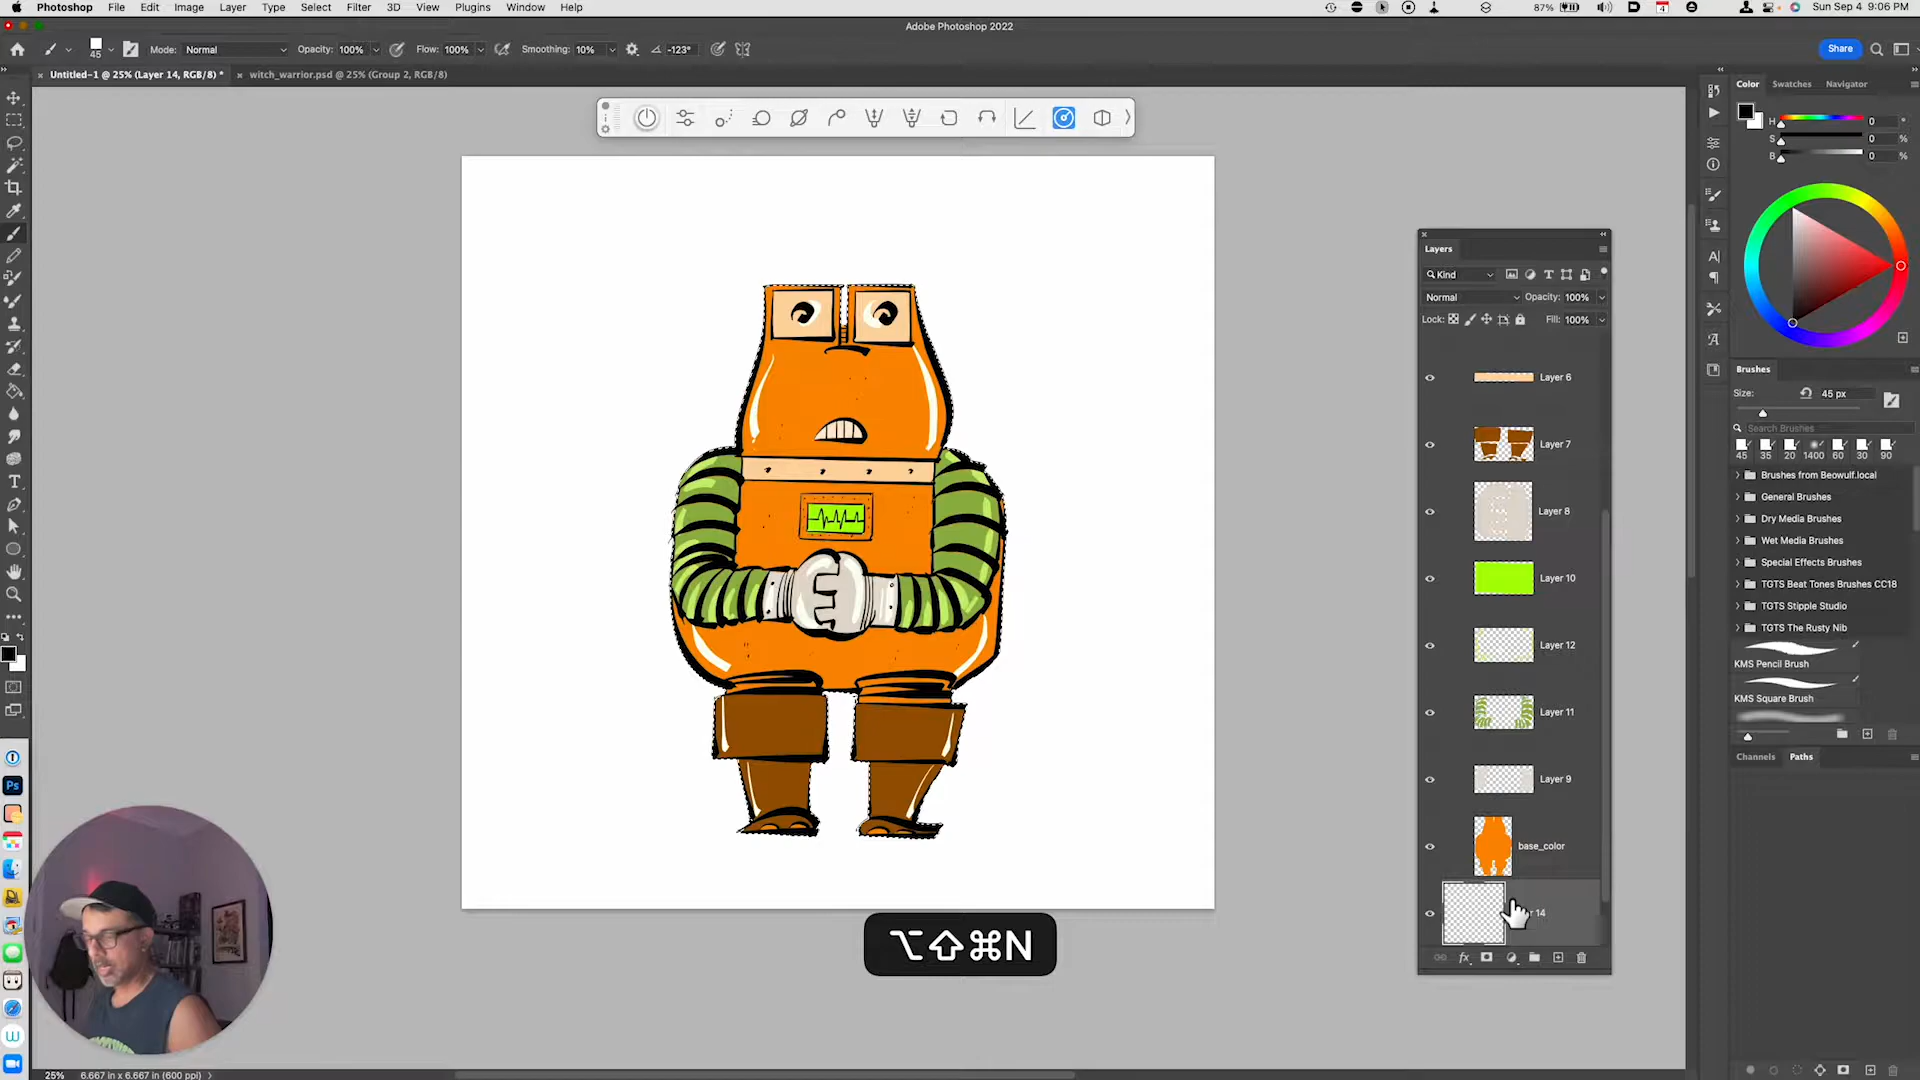 Photoshop File Edit Image Layer Type Select Filter 3D View Plugins Window Help
87% Sun Sep 4 9:06 PM
Adobe Photoshop 2022
45 Mode: Normal Opacity: 100% Flow: 100% Smoothing: 10% -123° Share
Untitled-1 @ 25% (Layer 14, RGB/8) * witch_warrior.psd @ 25% (Group 2, RGB/8)
Color Swatches Navigator
H 0 °
S 0 %
B 0 %
Layers
Kind
Normal Opacity: 100%
Lock: Fill: 100%
Layer 6
Layer 7
Layer 8
Layer 10
Layer 12
Layer 11
Layer 9
base_color
14
Brushes
Size: 45 px
Search Brushes
45 35 20 1400 60 30 90
Brushes from Beowulf.local
General Brushes
Dry Media Brushes
Wet Media Brushes
Special Effects Brushes
TGTS Beat Tones Brushes CC18
TGTS Stipple Studio
TGTS The Rusty Nib
KMS Pencil Brush
KMS Square Brush
Channels Paths
⌥⇧⌘N
25% 6.667 in x 6.667 in (600 ppi)